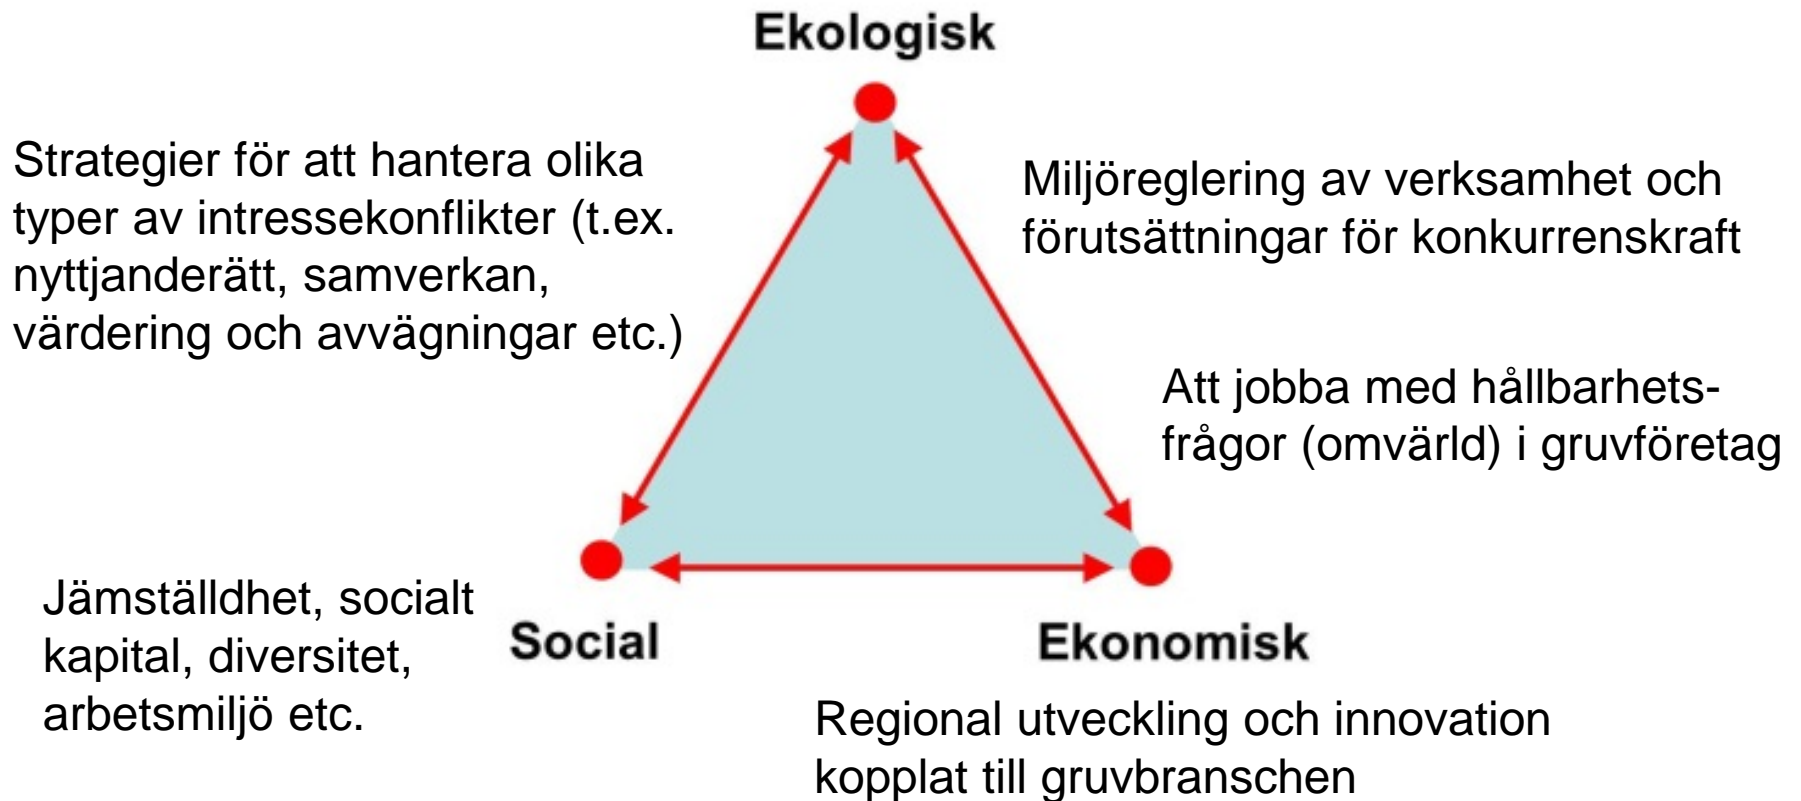 Ekologisk
Strategier för att hantera olika
typer av intressekonflikter (t.ex.
nyttjanderätt, samverkan,
värdering och avvägningar etc.)
Miljöreglering av verksamhet och
förutsättningar för konkurrenskraft
Att jobba med hållbarhets-
frågor (omvärld) i gruvföretag
Jämställdhet, socialt
kapital, diversitet,
arbetsmiljö etc.
Social
Ekonomisk
Regional utveckling och innovation
kopplat till gruvbranschen